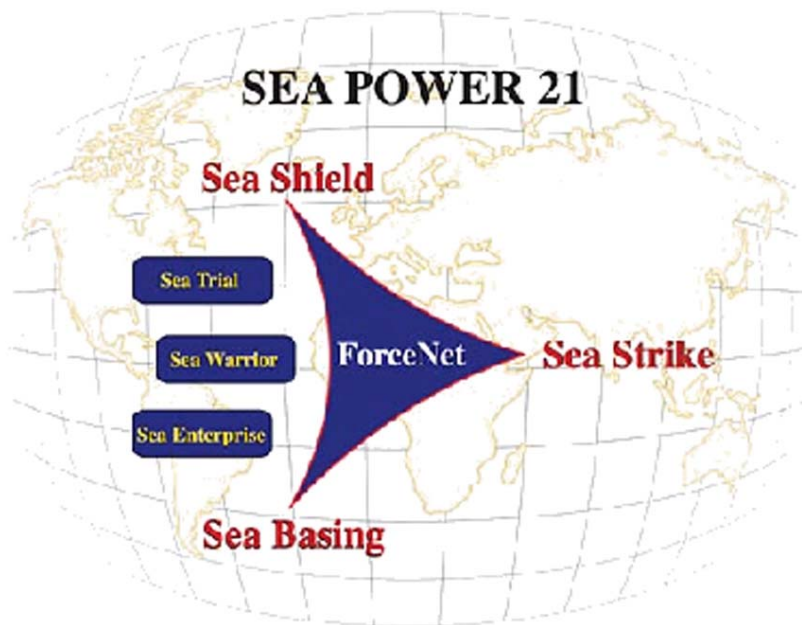 SEA POWER 21
Sea Shield
Sea Trial
Sea Warrior
ForceNet
Sea Strike
Sea Enterprise
Sea Basing